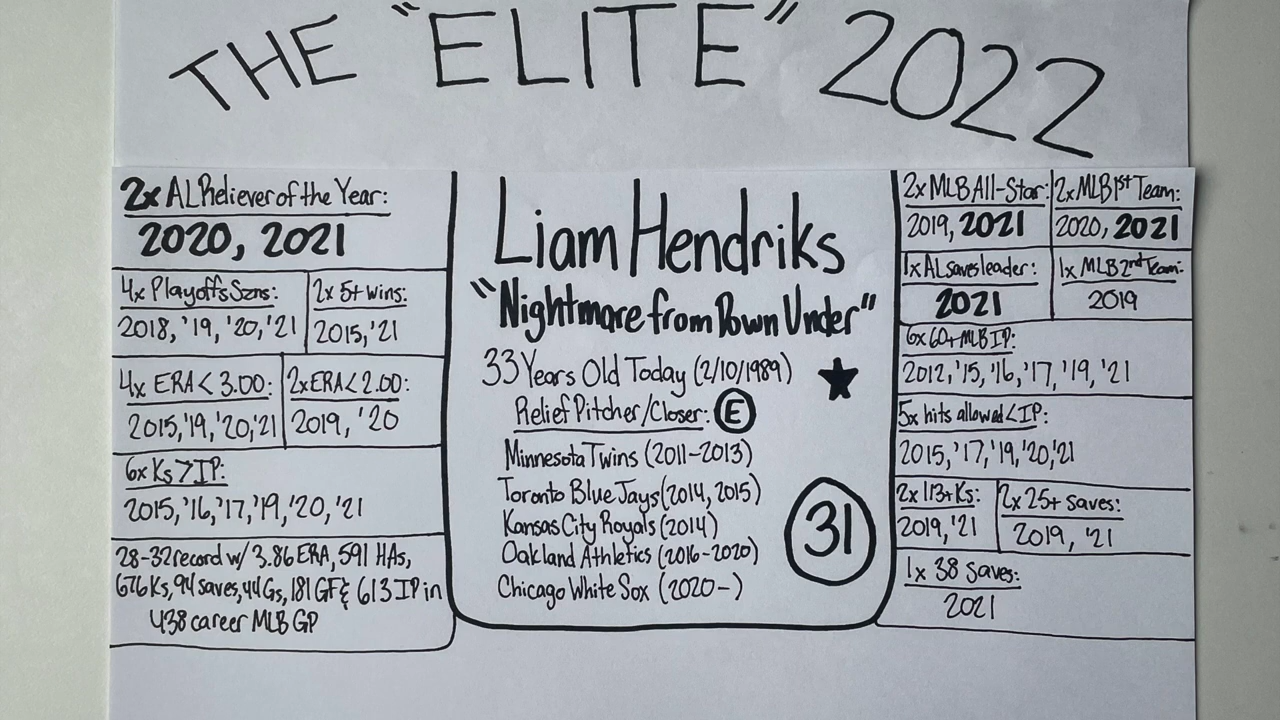 THE "ELITE" 2022
2x AL Reliever of the Year:
2020, 2021
4x Playoffs Szns:
2018, '19, '20, '21
2x 5+ wins:
2015, '21
4x ERA < 3.00:
2015, '19, '20, '21
2x ERA < 2.00:
2019, '20
6x Ks > IP:
2015, '16, '17, '19, '20, '21
28-32 record w/ 3.86 ERA, 591 HAs,
676 Ks, 94 saves, 44 Gs, 181 GF & 613 IP in
438 career MLB GP
Liam Hendriks
"Nightmare from Down Under"
33 Years Old Today (2/10/1989)
Relief Pitcher/Closer: E
Minnesota Twins (2011-2013)
Toronto Blue Jays (2014, 2015)
Kansas City Royals (2014)
Oakland Athletics (2016-2020)
Chicago White Sox (2020-)
31
2x MLB All-Star:
2019, 2021
2x MLB 1st Team:
2020, 2021
1x AL saves leader:
2021
1x MLB 2nd Team:
2019
6x 60+ MLB IP:
2012, '15, '16, '17, '19, '21
5x hits allowed < IP:
2015, '17, '19, '20, '21
2x 113+ Ks:
2019, '21
2x 25+ saves:
2019, '21
1x 38 saves:
2021